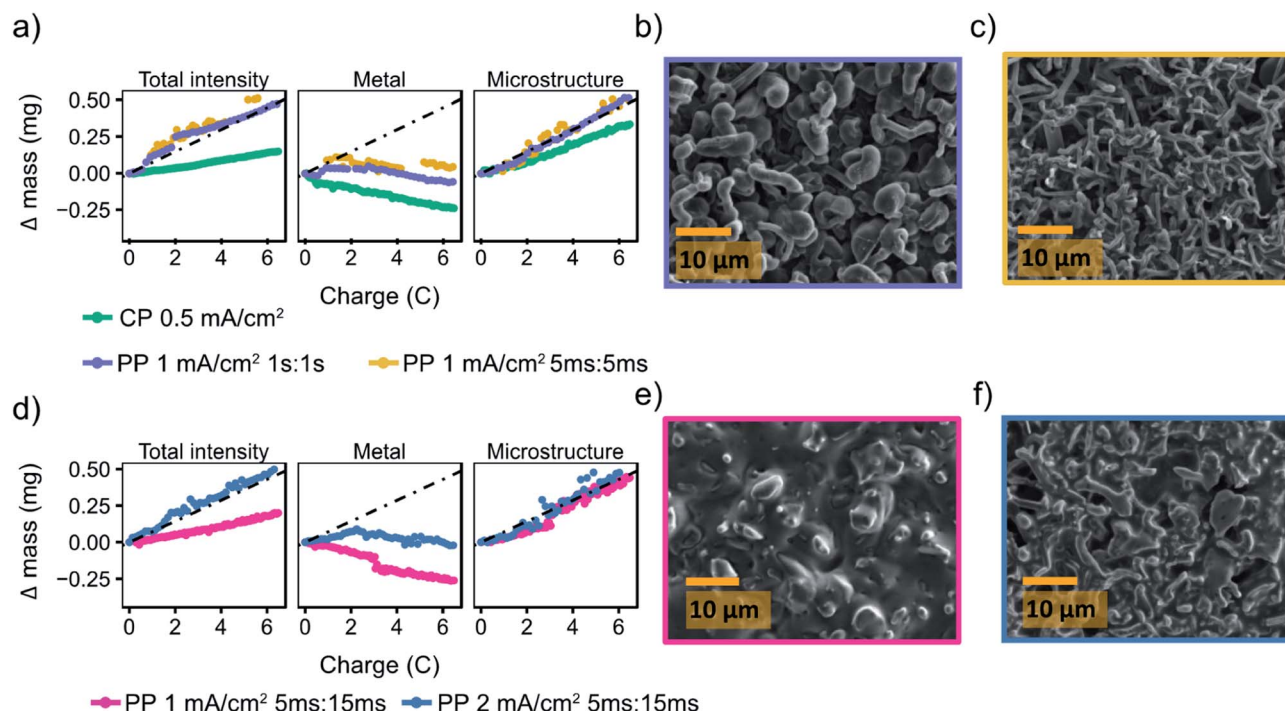 a)
b)
c)
Total intensity
Metal
Microstructure
0.50
0.25
0.00
−0.25
Δ mass (mg)
0 2 4 6
0 2 4 6
0 2 4 6
Charge (C)
10 µm
10 µm
CP 0.5 mA/cm²
PP 1 mA/cm² 1s:1s
PP 1 mA/cm² 5ms:5ms
d)
e)
f)
Total intensity
Metal
Microstructure
0.50
0.25
0.00
−0.25
Δ mass (mg)
0 2 4 6
0 2 4 6
0 2 4 6
Charge (C)
10 µm
10 µm
PP 1 mA/cm² 5ms:15ms
PP 2 mA/cm² 5ms:15ms